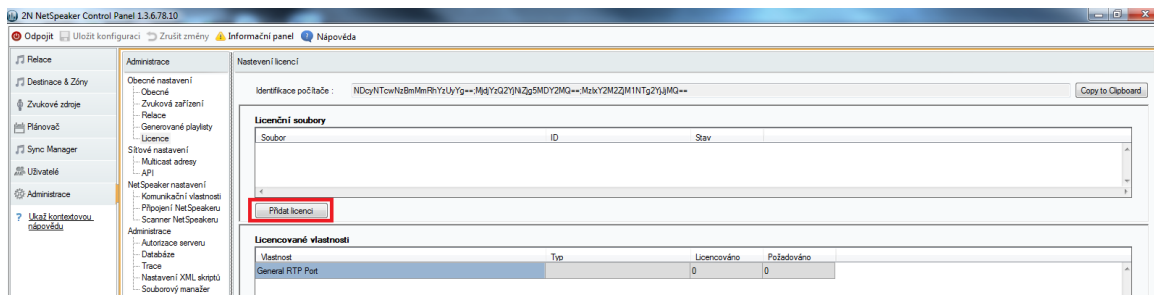 2N NetSpeaker Control Panel 1.3.6.78.10
Odpojit Uložit konfiguraci Zrušit změny Informační panel Nápověda
Relace
Destinace & Zóny
Zvukové zdroje
Plánovač
Sync Manager
Uživatelé
Administrace
? Ukaž kontextovou
nápovědu
Administrace
Obecné nastavení
Obecné
Zvuková zařízení
Relace
Generované playlisty
Licence
Síťové nastavení
Multicast adresy
API
NetSpeaker nastavení
Komunikační vlastnosti
Připojení NetSpeakeru
Scanner NetSpeakeru
Administrace
Autorizace serveru
Databáze
Trace
Nastavení XML skriptů
Souborový manažer
Nastavení licencí
Identifikace počítače : Copy to Clipboard
Licenční soubory
Soubor ID Stav
Přidat licenci
Licencované vlastnosti
Vlastnost Typ Licencováno Požadováno
General RTP Port 0 0